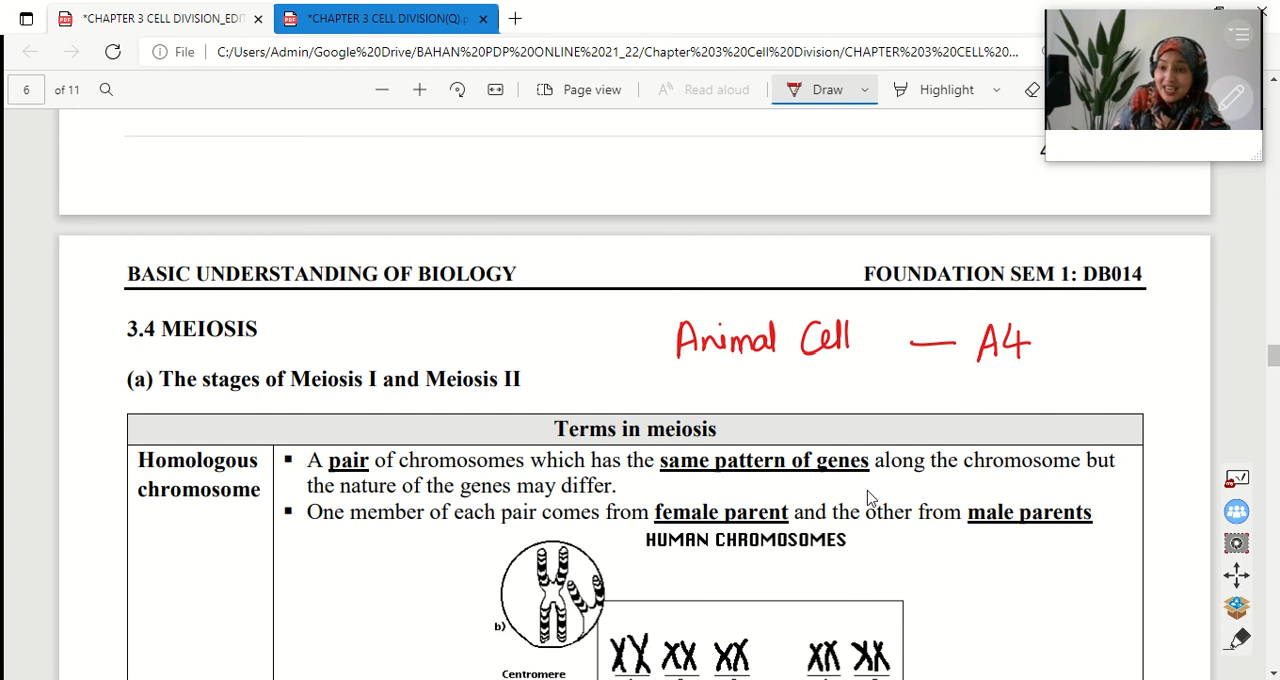 *CHAPTER 3 CELL DIVISION_EDIT
*CHAPTER 3 CELL DIVISION(Q).p
File
C:/Users/Admin/Google%20Drive/BAHAN%20PDP%20ONLINE%2021_22/Chapter%203%20Cell%20Division/CHAPTER%203%20CELL%20...
6 of 11
Page view
Read aloud
Draw
Highlight
BASIC UNDERSTANDING OF BIOLOGY FOUNDATION SEM 1: DB014
3.4 MEIOSIS
Animal Cell — A4
(a) The stages of Meiosis I and Meiosis II
Terms in meiosis
Homologous chromosome
▪ A pair of chromosomes which has the same pattern of genes along the chromosome but
the nature of the genes may differ.
▪ One member of each pair comes from female parent and the other from male parents
HUMAN CHROMOSOMES
b)
Centromere